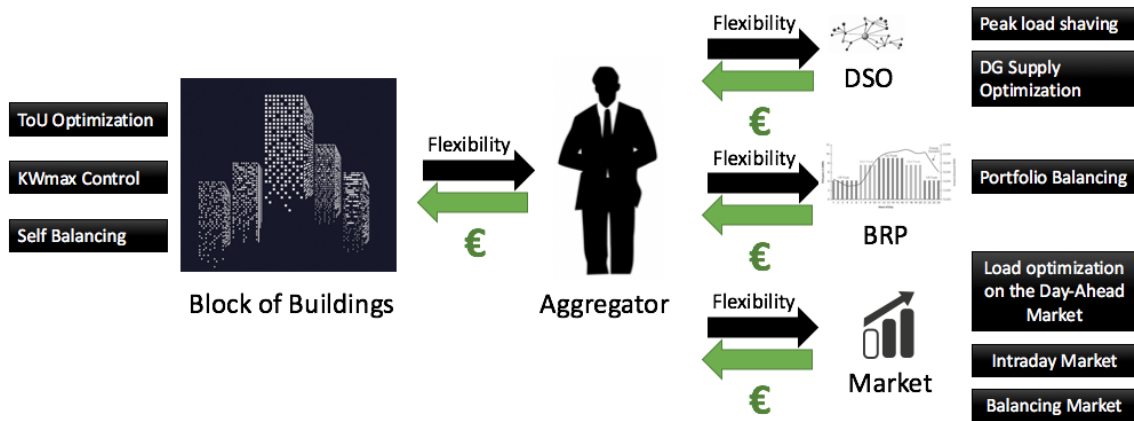 ToU Optimization
KWmax Control
Self Balancing
Block of Buildings
Flexibility
€
Aggregator
Flexibility
€
DSO
Peak load shaving
DG Supply
Optimization
Flexibility
€
BRP
Portfolio Balancing
Flexibility
€
Market
Load optimization
on the Day-Ahead
Market
Intraday Market
Balancing Market